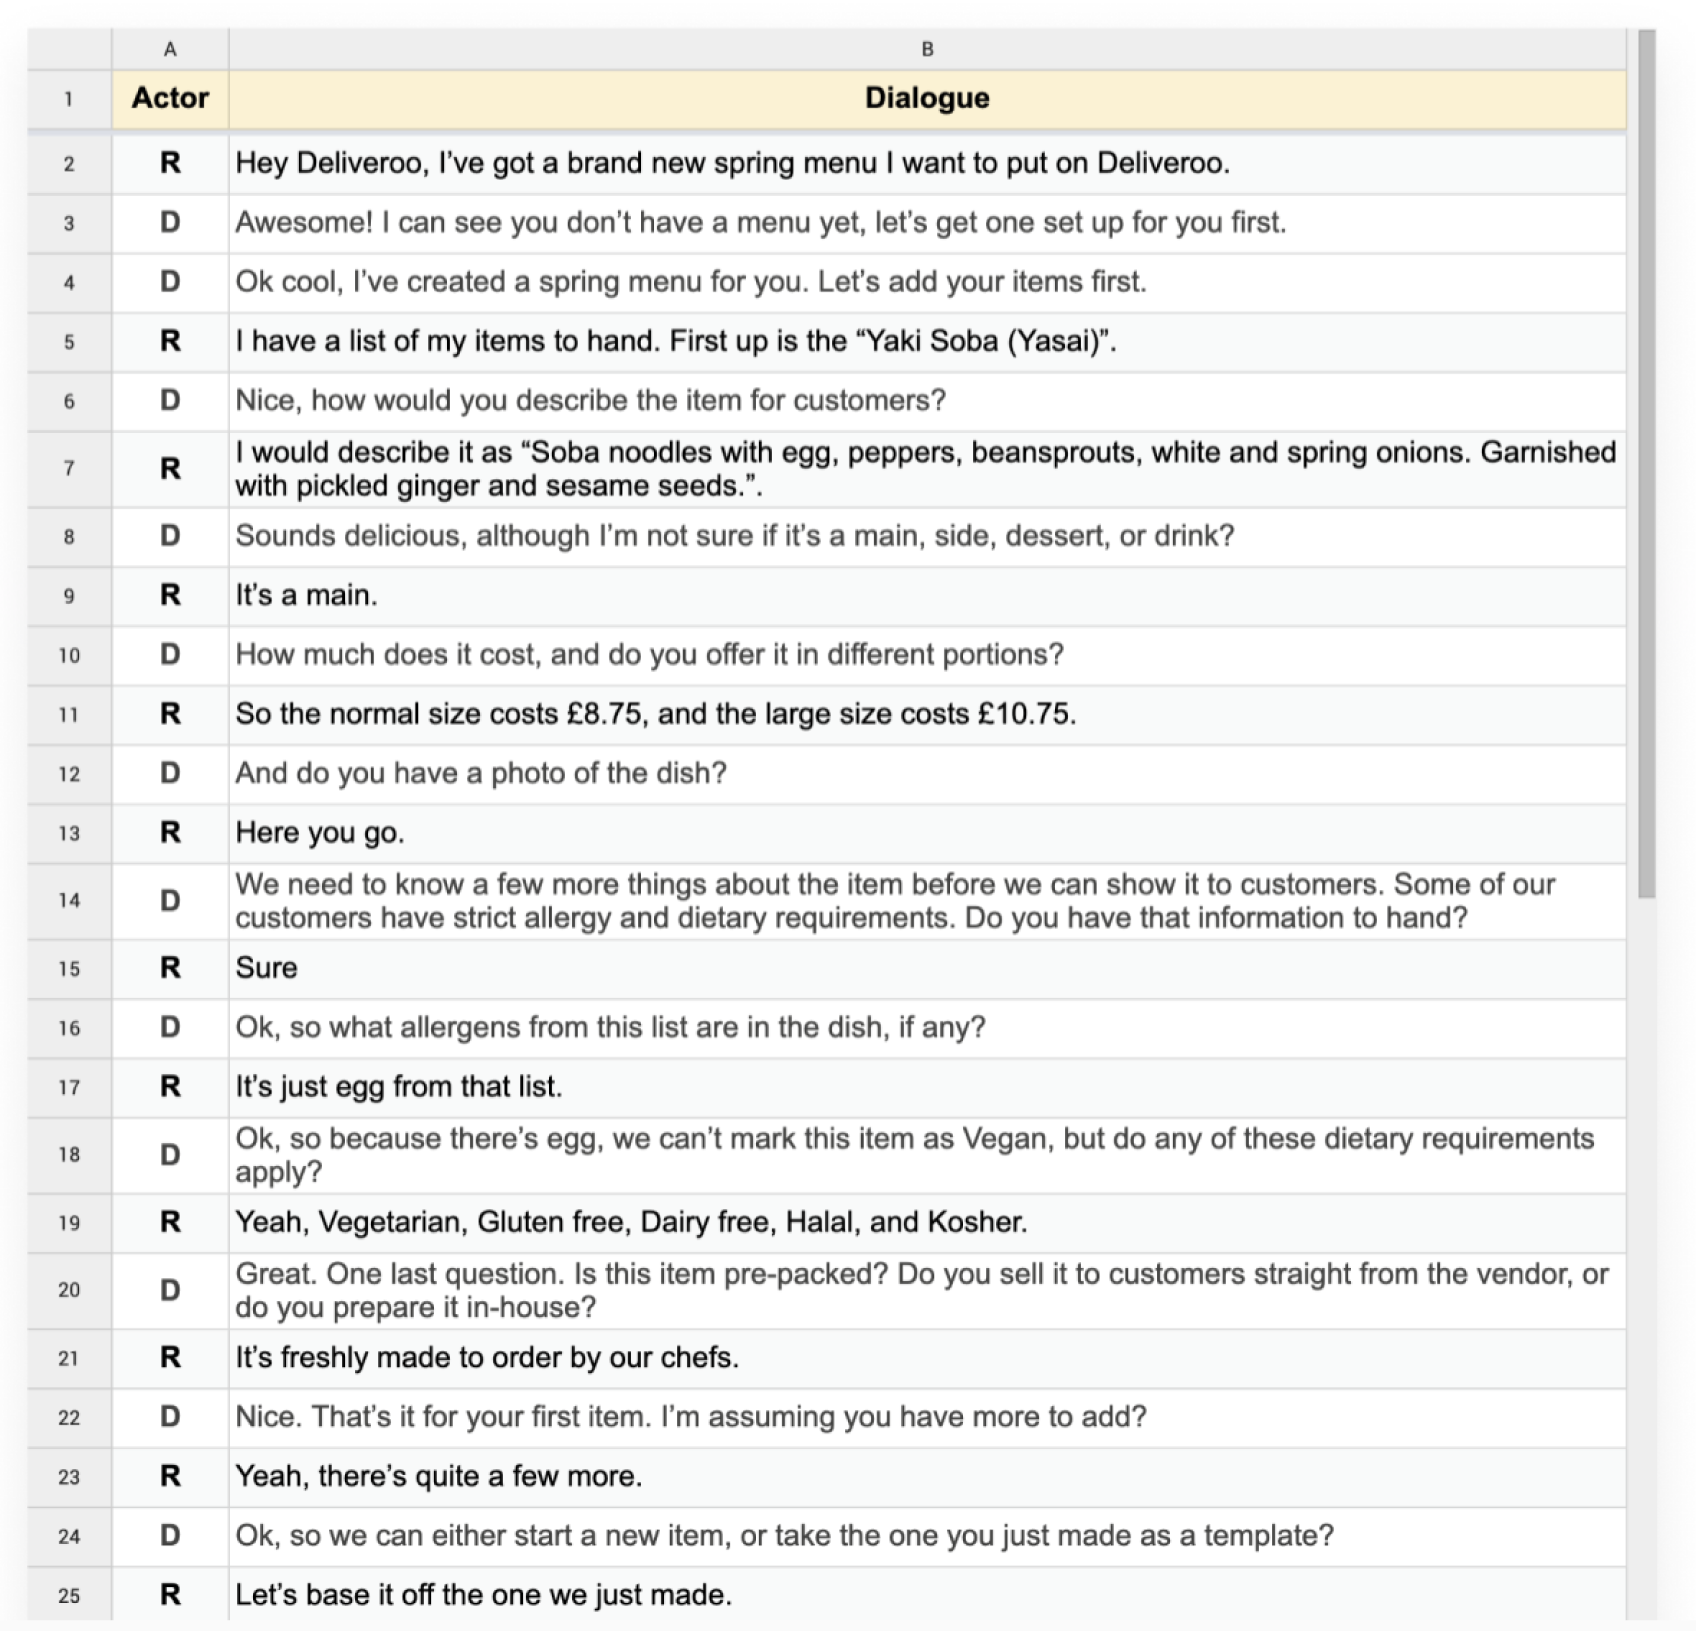 A B
1 Actor Dialogue
2 R Hey Deliveroo, I’ve got a brand new spring menu I want to put on Deliveroo.
3 D Awesome! I can see you don’t have a menu yet, let’s get one set up for you first.
4 D Ok cool, I’ve created a spring menu for you. Let’s add your items first.
5 R I have a list of my items to hand. First up is the “Yaki Soba (Yasai)”.
6 D Nice, how would you describe the item for customers?
7 R I would describe it as “Soba noodles with egg, peppers, beansprouts, white and spring onions. Garnished
with pickled ginger and sesame seeds.”.
8 D Sounds delicious, although I’m not sure if it’s a main, side, dessert, or drink?
9 R It’s a main.
10 D How much does it cost, and do you offer it in different portions?
11 R So the normal size costs £8.75, and the large size costs £10.75.
12 D And do you have a photo of the dish?
13 R Here you go.
14 D We need to know a few more things about the item before we can show it to customers. Some of our
customers have strict allergy and dietary requirements. Do you have that information to hand?
15 R Sure
16 D Ok, so what allergens from this list are in the dish, if any?
17 R It’s just egg from that list.
18 D Ok, so because there’s egg, we can’t mark this item as Vegan, but do any of these dietary requirements
apply?
19 R Yeah, Vegetarian, Gluten free, Dairy free, Halal, and Kosher.
20 D Great. One last question. Is this item pre-packed? Do you sell it to customers straight from the vendor, or
do you prepare it in-house?
21 R It’s freshly made to order by our chefs.
22 D Nice. That’s it for your first item. I’m assuming you have more to add?
23 R Yeah, there’s quite a few more.
24 D Ok, so we can either start a new item, or take the one you just made as a template?
25 R Let’s base it off the one we just made.